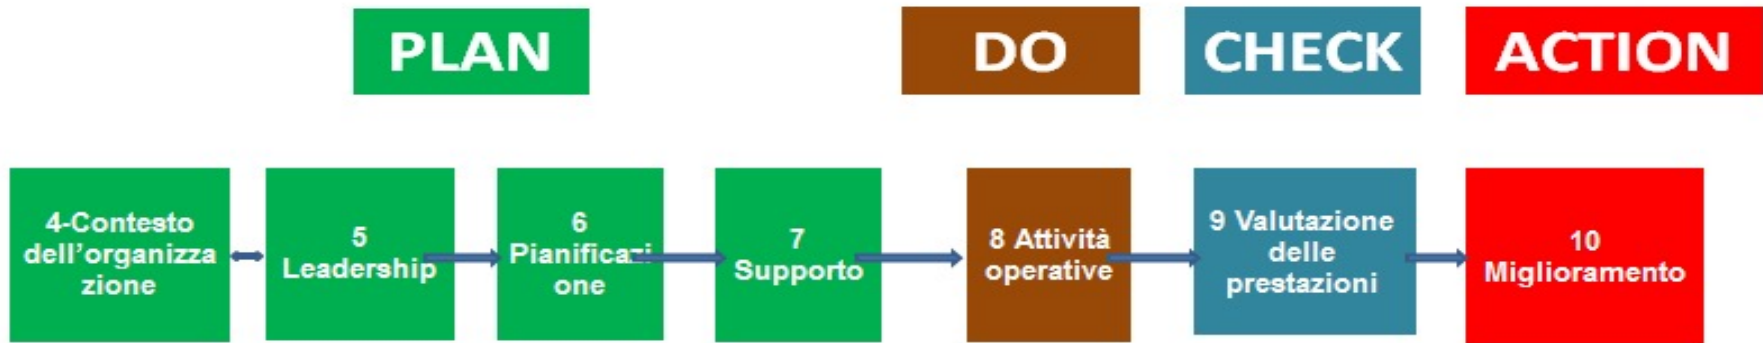 PLAN
DO
CHECK
ACTION
4-Contesto
dell'organizza
zione
5
Leadership
6
Pianificazi
one
7
Supporto
8 Attività
operative
9 Valutazione
delle
prestazioni
10
Miglioramento